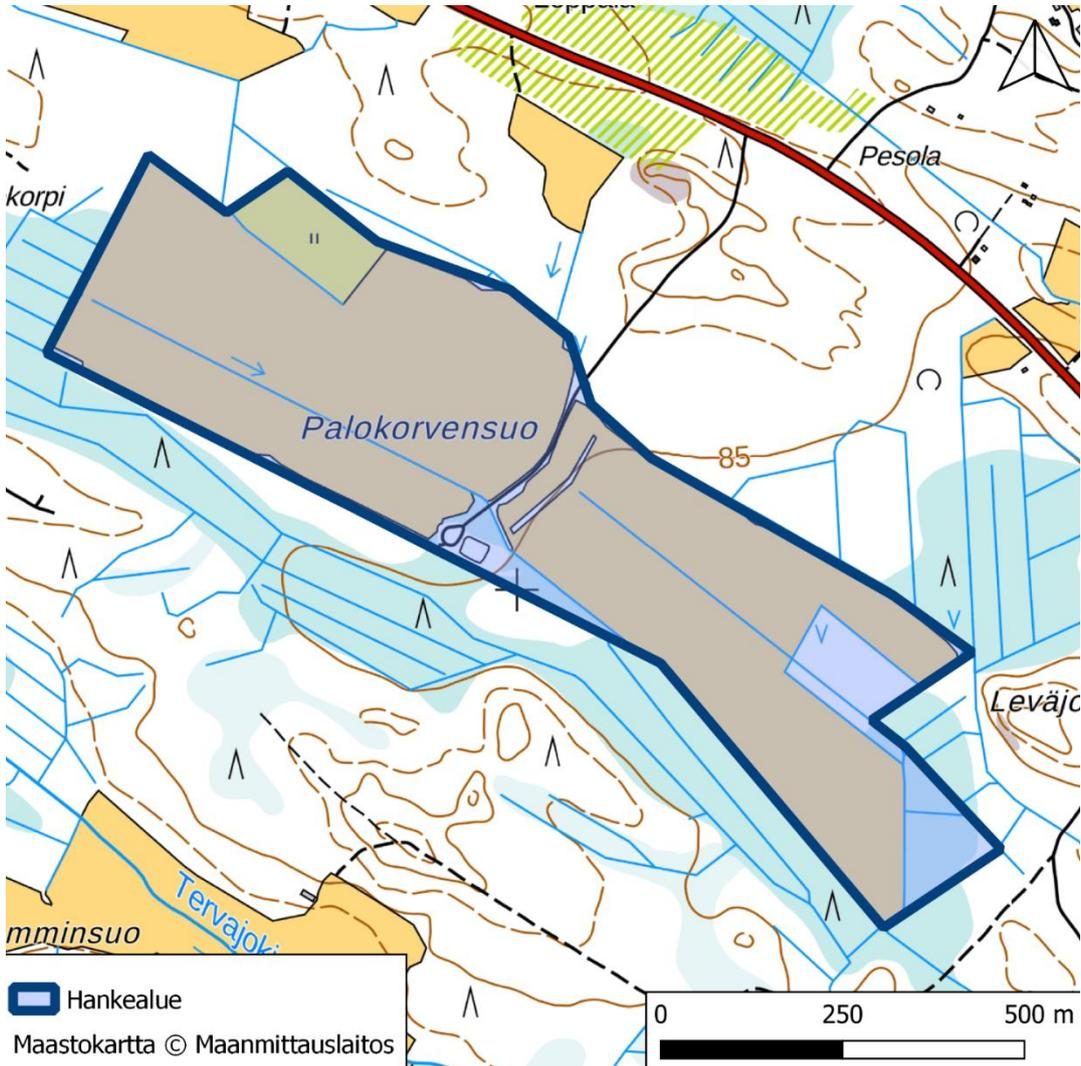 Pesola
korpi
Palokorvensuo
85
Leväjo
Tervajoki
mminsuo
Hankealue
Maastokartta © Maanmittauslaitos
0 250 500 m